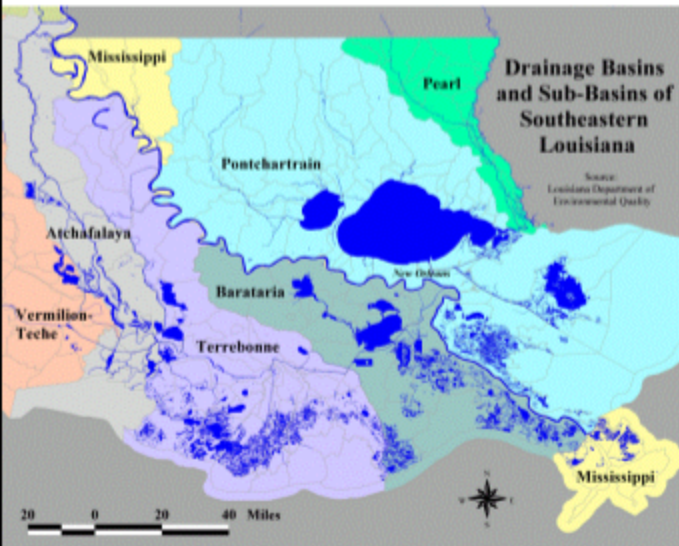 Mississippi
Pearl
Drainage Basins
and Sub-Basins of
Southeastern
Louisiana
Source:
Louisiana Department of
Environmental Quality
Pontchartrain
Atchafalaya
New Orleans
Barataria
Vermilion-
Teche
Terrebonne
Mississippi
20 0 20 40 Miles
N
W E
S